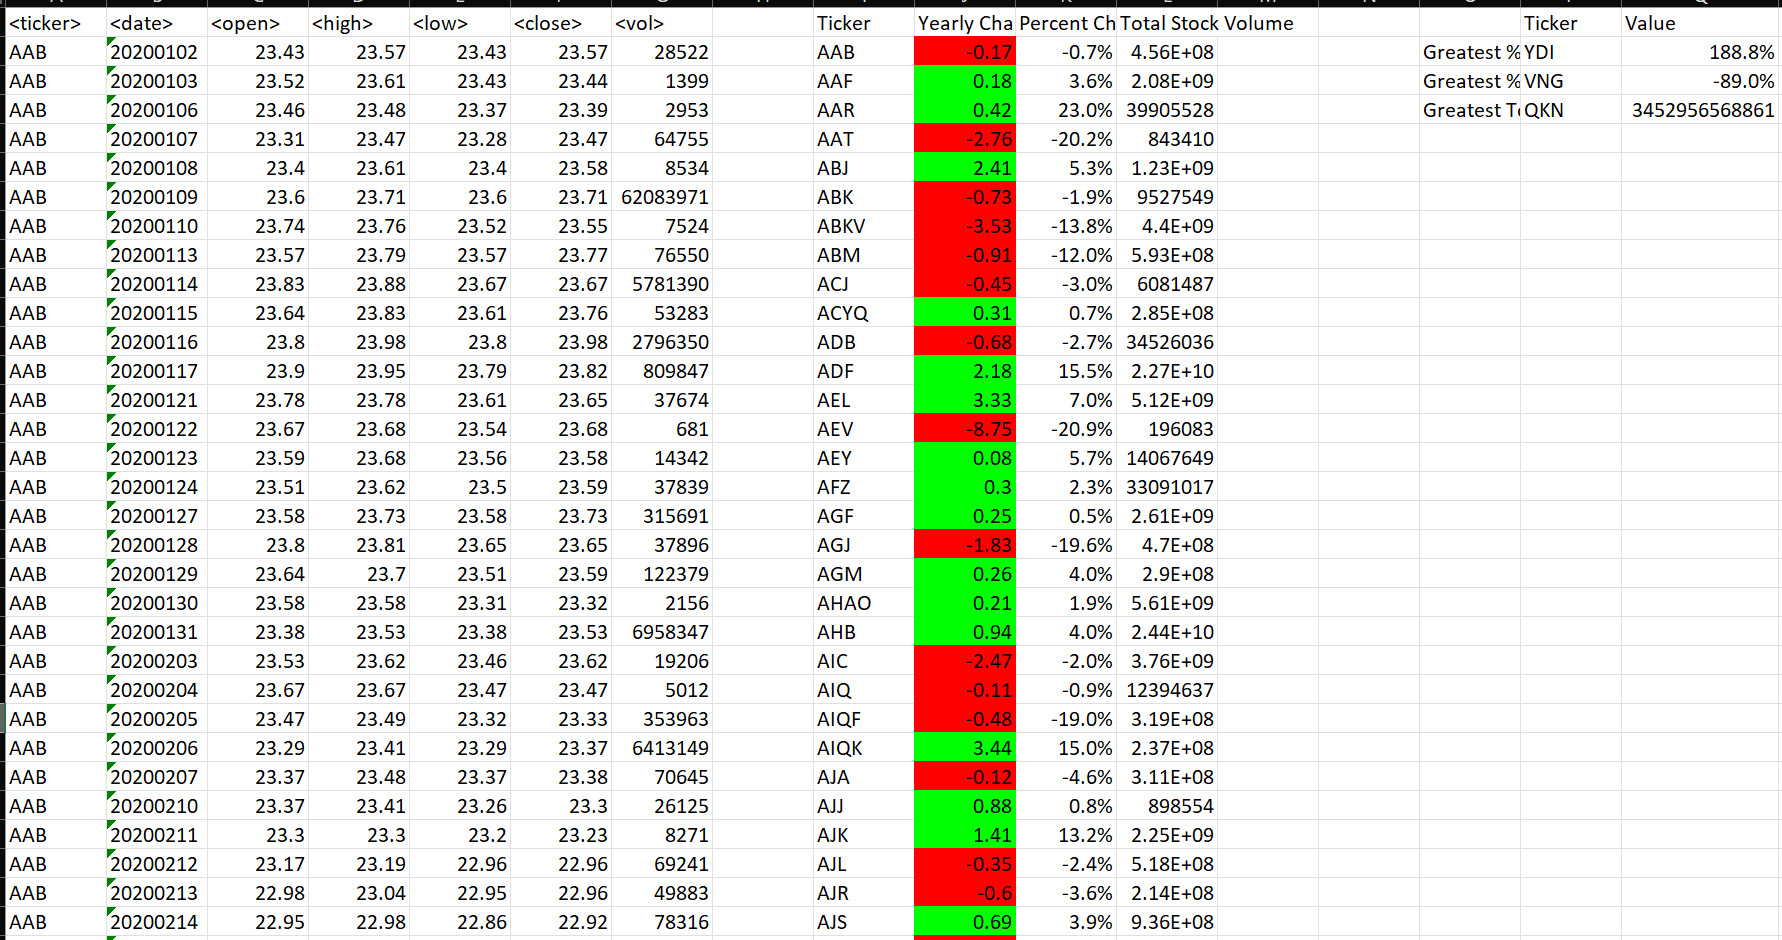 <ticker> <date> <open> <high> <low> <close> <vol> Ticker Yearly Cha Percent Ch Total Stock Volume Ticker Value
AAB 20200102 23.43 23.57 23.43 23.57 28522 AAB -0.17 -0.7% 4.56E+08 Greatest % YDI 188.8%
AAB 20200103 23.52 23.61 23.43 23.44 1399 AAF 0.18 3.6% 2.08E+09 Greatest % VNG -89.0%
AAB 20200106 23.46 23.48 23.37 23.39 2953 AAR 0.42 23.0% 39905528 Greatest To QKN 3452956568861
AAB 20200107 23.31 23.47 23.28 23.47 64755 AAT -2.76 -20.2% 843410
AAB 20200108 23.4 23.61 23.4 23.58 8534 ABJ 2.41 5.3% 1.23E+09
AAB 20200109 23.6 23.71 23.6 23.71 62083971 ABK -0.73 -1.9% 9527549
AAB 20200110 23.74 23.76 23.52 23.55 7524 ABKV -3.53 -13.8% 4.4E+09
AAB 20200113 23.57 23.79 23.57 23.77 76550 ABM -0.91 -12.0% 5.93E+08
AAB 20200114 23.83 23.88 23.67 23.67 5781390 ACJ -0.45 -3.0% 6081487
AAB 20200115 23.64 23.83 23.61 23.76 53283 ACYQ 0.31 0.7% 2.85E+08
AAB 20200116 23.8 23.98 23.8 23.98 2796350 ADB -0.68 -2.7% 34526036
AAB 20200117 23.9 23.95 23.79 23.82 809847 ADF 2.18 15.5% 2.27E+10
AAB 20200121 23.78 23.78 23.61 23.65 37674 AEL 3.33 7.0% 5.12E+09
AAB 20200122 23.67 23.68 23.54 23.68 681 AEV -8.75 -20.9% 196083
AAB 20200123 23.59 23.68 23.56 23.58 14342 AEY 0.08 5.7% 14067649
AAB 20200124 23.51 23.62 23.5 23.59 37839 AFZ 0.3 2.3% 33091017
AAB 20200127 23.58 23.73 23.58 23.73 315691 AGF 0.25 0.5% 2.61E+09
AAB 20200128 23.8 23.81 23.65 23.65 37896 AGJ -1.83 -19.6% 4.7E+08
AAB 20200129 23.64 23.7 23.51 23.59 122379 AGM 0.26 4.0% 2.9E+08
AAB 20200130 23.58 23.58 23.31 23.32 2156 AHAO 0.21 1.9% 5.61E+09
AAB 20200131 23.38 23.53 23.38 23.53 6958347 AHB 0.94 4.0% 2.44E+10
AAB 20200203 23.53 23.62 23.46 23.62 19206 AIC -2.47 -2.0% 3.76E+09
AAB 20200204 23.67 23.67 23.47 23.47 5012 AIQ -0.11 -0.9% 12394637
AAB 20200205 23.47 23.49 23.32 23.33 353963 AIQF -0.48 -19.0% 3.19E+08
AAB 20200206 23.29 23.41 23.29 23.37 6413149 AIQK 3.44 15.0% 2.37E+08
AAB 20200207 23.37 23.48 23.37 23.38 70645 AJA -0.12 -4.6% 3.11E+08
AAB 20200210 23.37 23.41 23.26 23.3 26125 AJJ 0.88 0.8% 898554
AAB 20200211 23.3 23.3 23.2 23.23 8271 AJK 1.41 13.2% 2.25E+09
AAB 20200212 23.17 23.19 22.96 22.96 69241 AJL -0.35 -2.4% 5.18E+08
AAB 20200213 22.98 23.04 22.95 22.96 49883 AJR -0.6 -3.6% 2.14E+08
AAB 20200214 22.95 22.98 22.86 22.92 78316 AJS 0.69 3.9% 9.36E+08